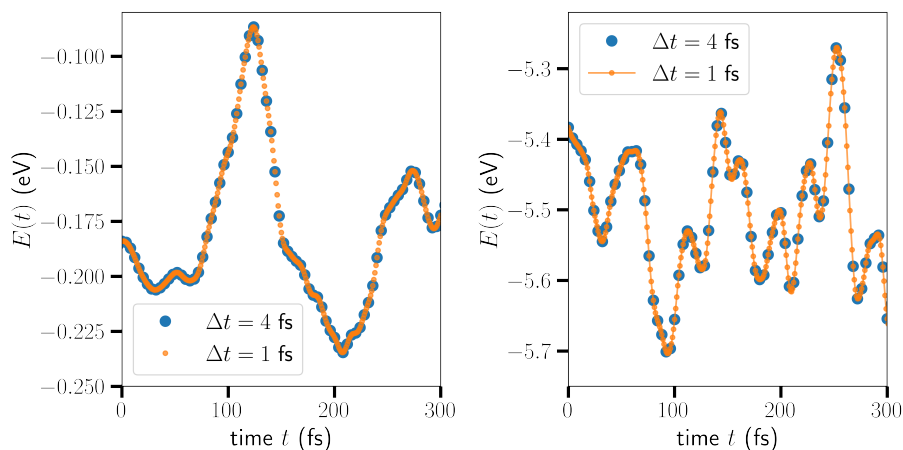 −0.100
−0.125
−0.150
−0.175
−0.200
−0.225
−0.250
E(t) (eV)
0 100 200 300
time t (fs)
Δt = 4 fs
Δt = 1 fs
−5.3
−5.4
−5.5
−5.6
−5.7
E(t) (eV)
0 100 200 300
time t (fs)
Δt = 4 fs
Δt = 1 fs